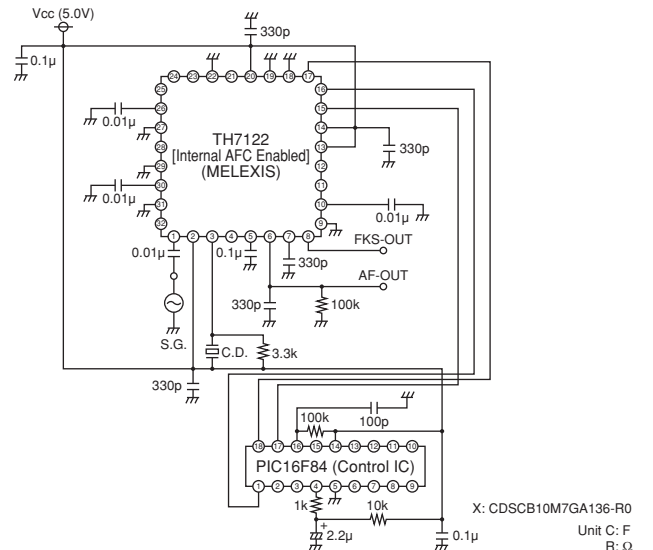 Vcc (5.0V)
330p
0.1μ
24 23 22 21 20 19 18 17
25 16
26 15
0.01μ
27 14
TH7122
28 13
[Internal AFC Enabled]
330p
(MELEXIS)
29 12
30 11
0.01μ
31 10
0.01μ
32 9
1 2 3 4 5 6 7 8
FKS-OUT
0.01μ 0.1μ 330p
AF-OUT
330p 100k
S.G. C.D. 3.3k
330p
100k 100p
18 17 16 15 14 13 12 11 10
PIC16F84 (Control IC)
1 2 3 4 5 6 7 8 9
1k 10k
+
2.2μ 0.1μ
X: CDSCB10M7GA136-R0
Unit C: F
R: Ω